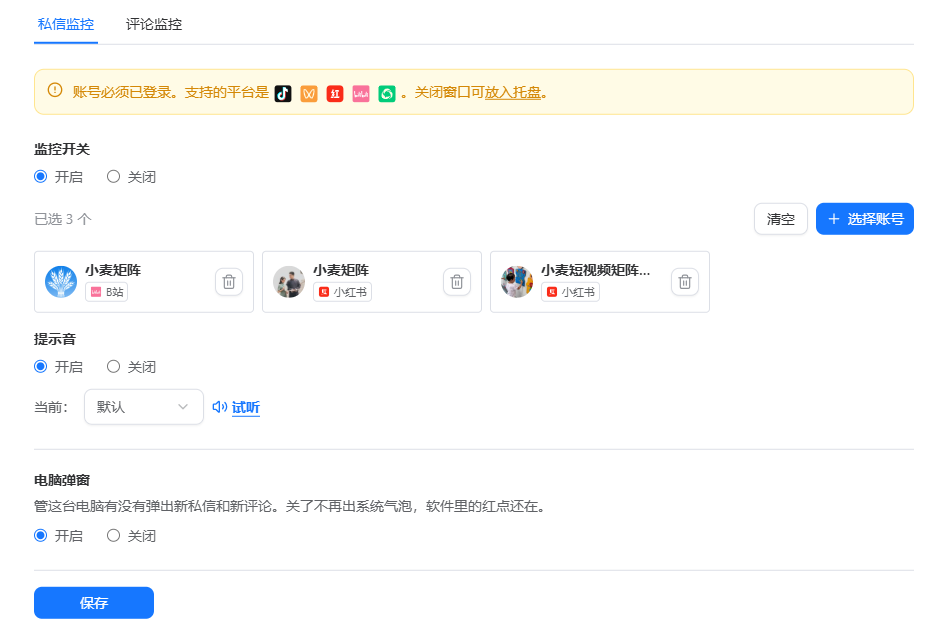 私信监控 评论监控
账号必须已登录。支持的平台是 红 。关闭窗口可放入托盘。
监控开关
开启 关闭
已选 3 个 清空 + 选择账号
小麦矩阵 小麦矩阵 小麦短视频矩阵...
B站 小红书 小红书
提示音
开启 关闭
当前： 默认 试听
电脑弹窗
管这台电脑有没有弹出新私信和新评论。关了不再出系统气泡，软件里的红点还在。
开启 关闭
保存